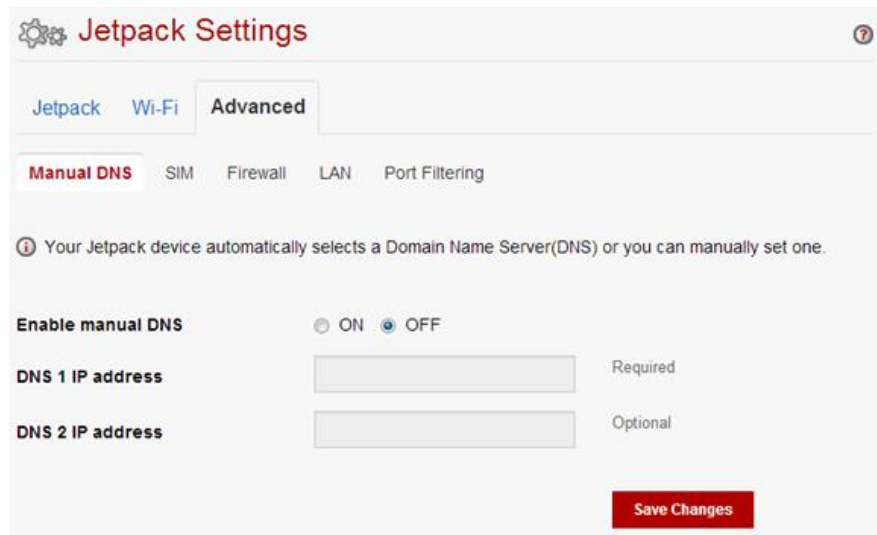 Jetpack Settings
?
Jetpack Wi-Fi Advanced
Manual DNS SIM Firewall LAN Port Filtering
i Your Jetpack device automatically selects a Domain Name Server(DNS) or you can manually set one.
Enable manual DNS ON OFF
DNS 1 IP address Required
DNS 2 IP address Optional
Save Changes